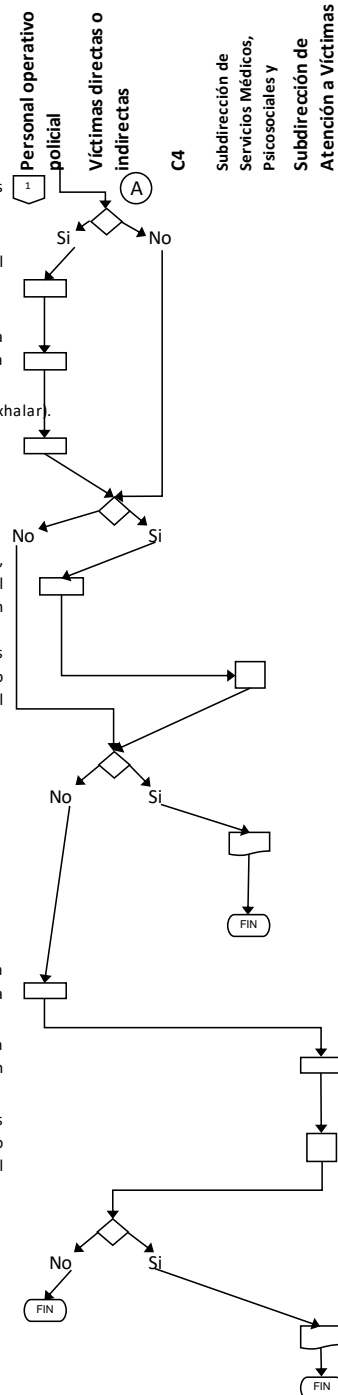 Personal operativo
policial
Víctimas directas o
indirectas
C4
Subdirección de
Servicios Médicos,
Psicosociales y
Subdirección de
Atención a Víctimas
s
1
A
Si
No
l
a
a
xhalar).
No
Si
,
l
n
s
o
l
No
Si
FIN
a
a
n
n
s
o
l
No
Si
FIN
FIN